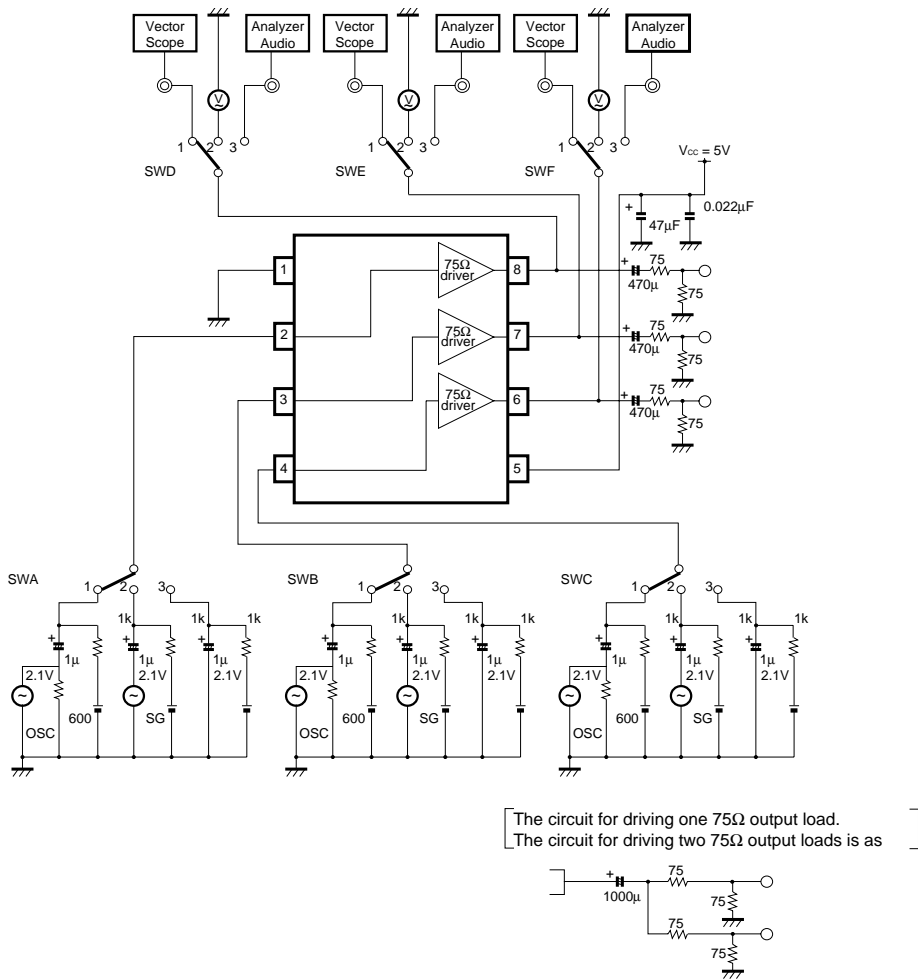 Vector
Scope
Analyzer
Audio
Vector
Scope
Analyzer
Audio
Vector
Scope
Analyzer
Audio
V
V
V
1
2
3
SWD
1
2
3
SWE
1
2
3
SWF
Vcc = 5V
+
47µF
0.022µF
1
75Ω
driver
8
+
75
470µ
75
2
75Ω
driver
7
+
75
470µ
75
3
75Ω
driver
6
+
75
470µ
75
4
5
SWA
1
2
3
SWB
1
2
3
SWC
1
2
3
1k
1k
1k
1k
1k
1k
1k
1k
1k
+
1µ
+
1µ
+
1µ
+
1µ
+
1µ
+
1µ
+
1µ
+
1µ
+
1µ
2.1V
2.1V
2.1V
2.1V
2.1V
2.1V
2.1V
2.1V
2.1V
~
~
~
~
~
~
OSC
600
SG
OSC
600
SG
OSC
600
SG
The circuit for driving one 75Ω output load.
The circuit for driving two 75Ω output loads is as
+
1000µ
75
75
75
75